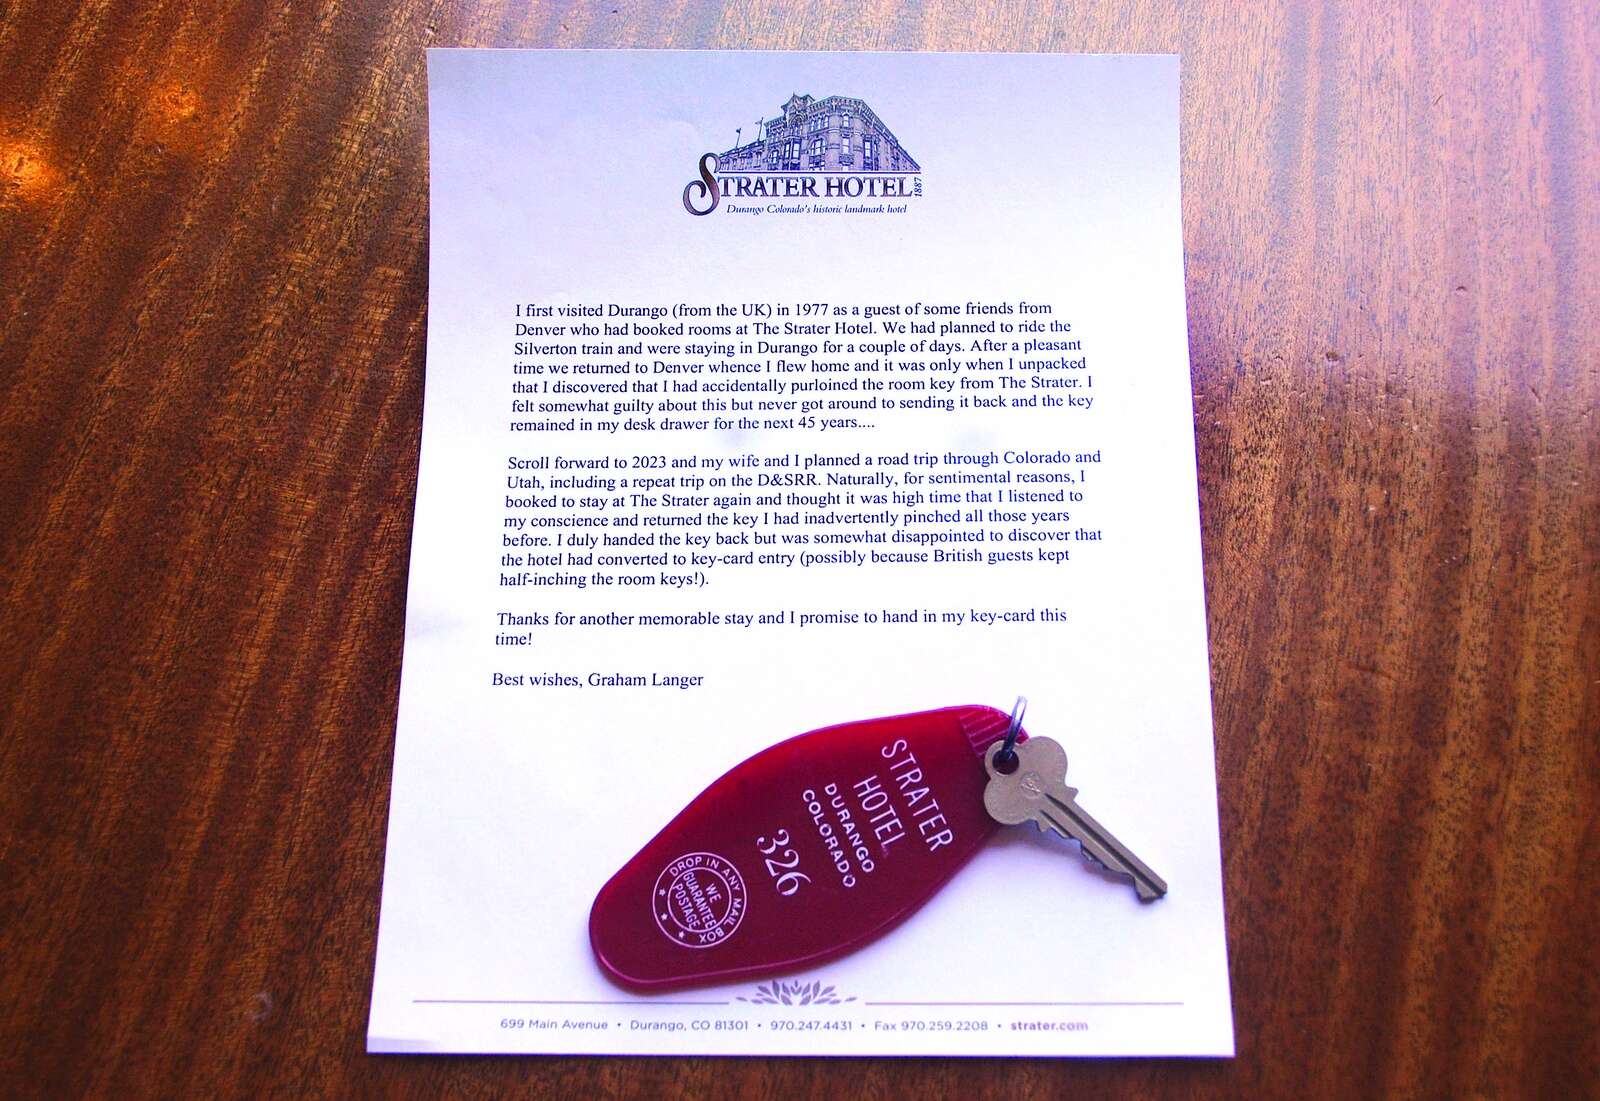 STRATER HOTEL 1887
Durango Colorado's historic landmark hotel
I first visited Durango (from the UK) in 1977 as a guest of some friends from
Denver who had booked rooms at The Strater Hotel. We had planned to ride the
Silverton train and were staying in Durango for a couple of days. After a pleasant
time we returned to Denver whence I flew home and it was only when I unpacked
that I discovered that I had accidentally purloined the room key from The Strater. I
felt somewhat guilty about this but never got around to sending it back and the key
remained in my desk drawer for the next 45 years....
Scroll forward to 2023 and my wife and I planned a road trip through Colorado and
Utah, including a repeat trip on the D&SRR. Naturally, for sentimental reasons, I
booked to stay at The Strater again and thought it was high time that I listened to
my conscience and returned the key I had inadvertently pinched all those years
before. I duly handed the key back but was somewhat disappointed to discover that
the hotel had converted to key-card entry (possibly because British guests kept
half-inching the room keys!).
Thanks for another memorable stay and I promise to hand in my key-card this
time!
Best wishes, Graham Langer
STRATER
HOTEL
DURANGO
COLORADO
326
DROP IN ANY MAIL BOX
WE
GUARANTEE
POSTAGE
699 Main Avenue • Durango, CO 81301 • 970.247.4431 • Fax 970.259.2208 • strater.com